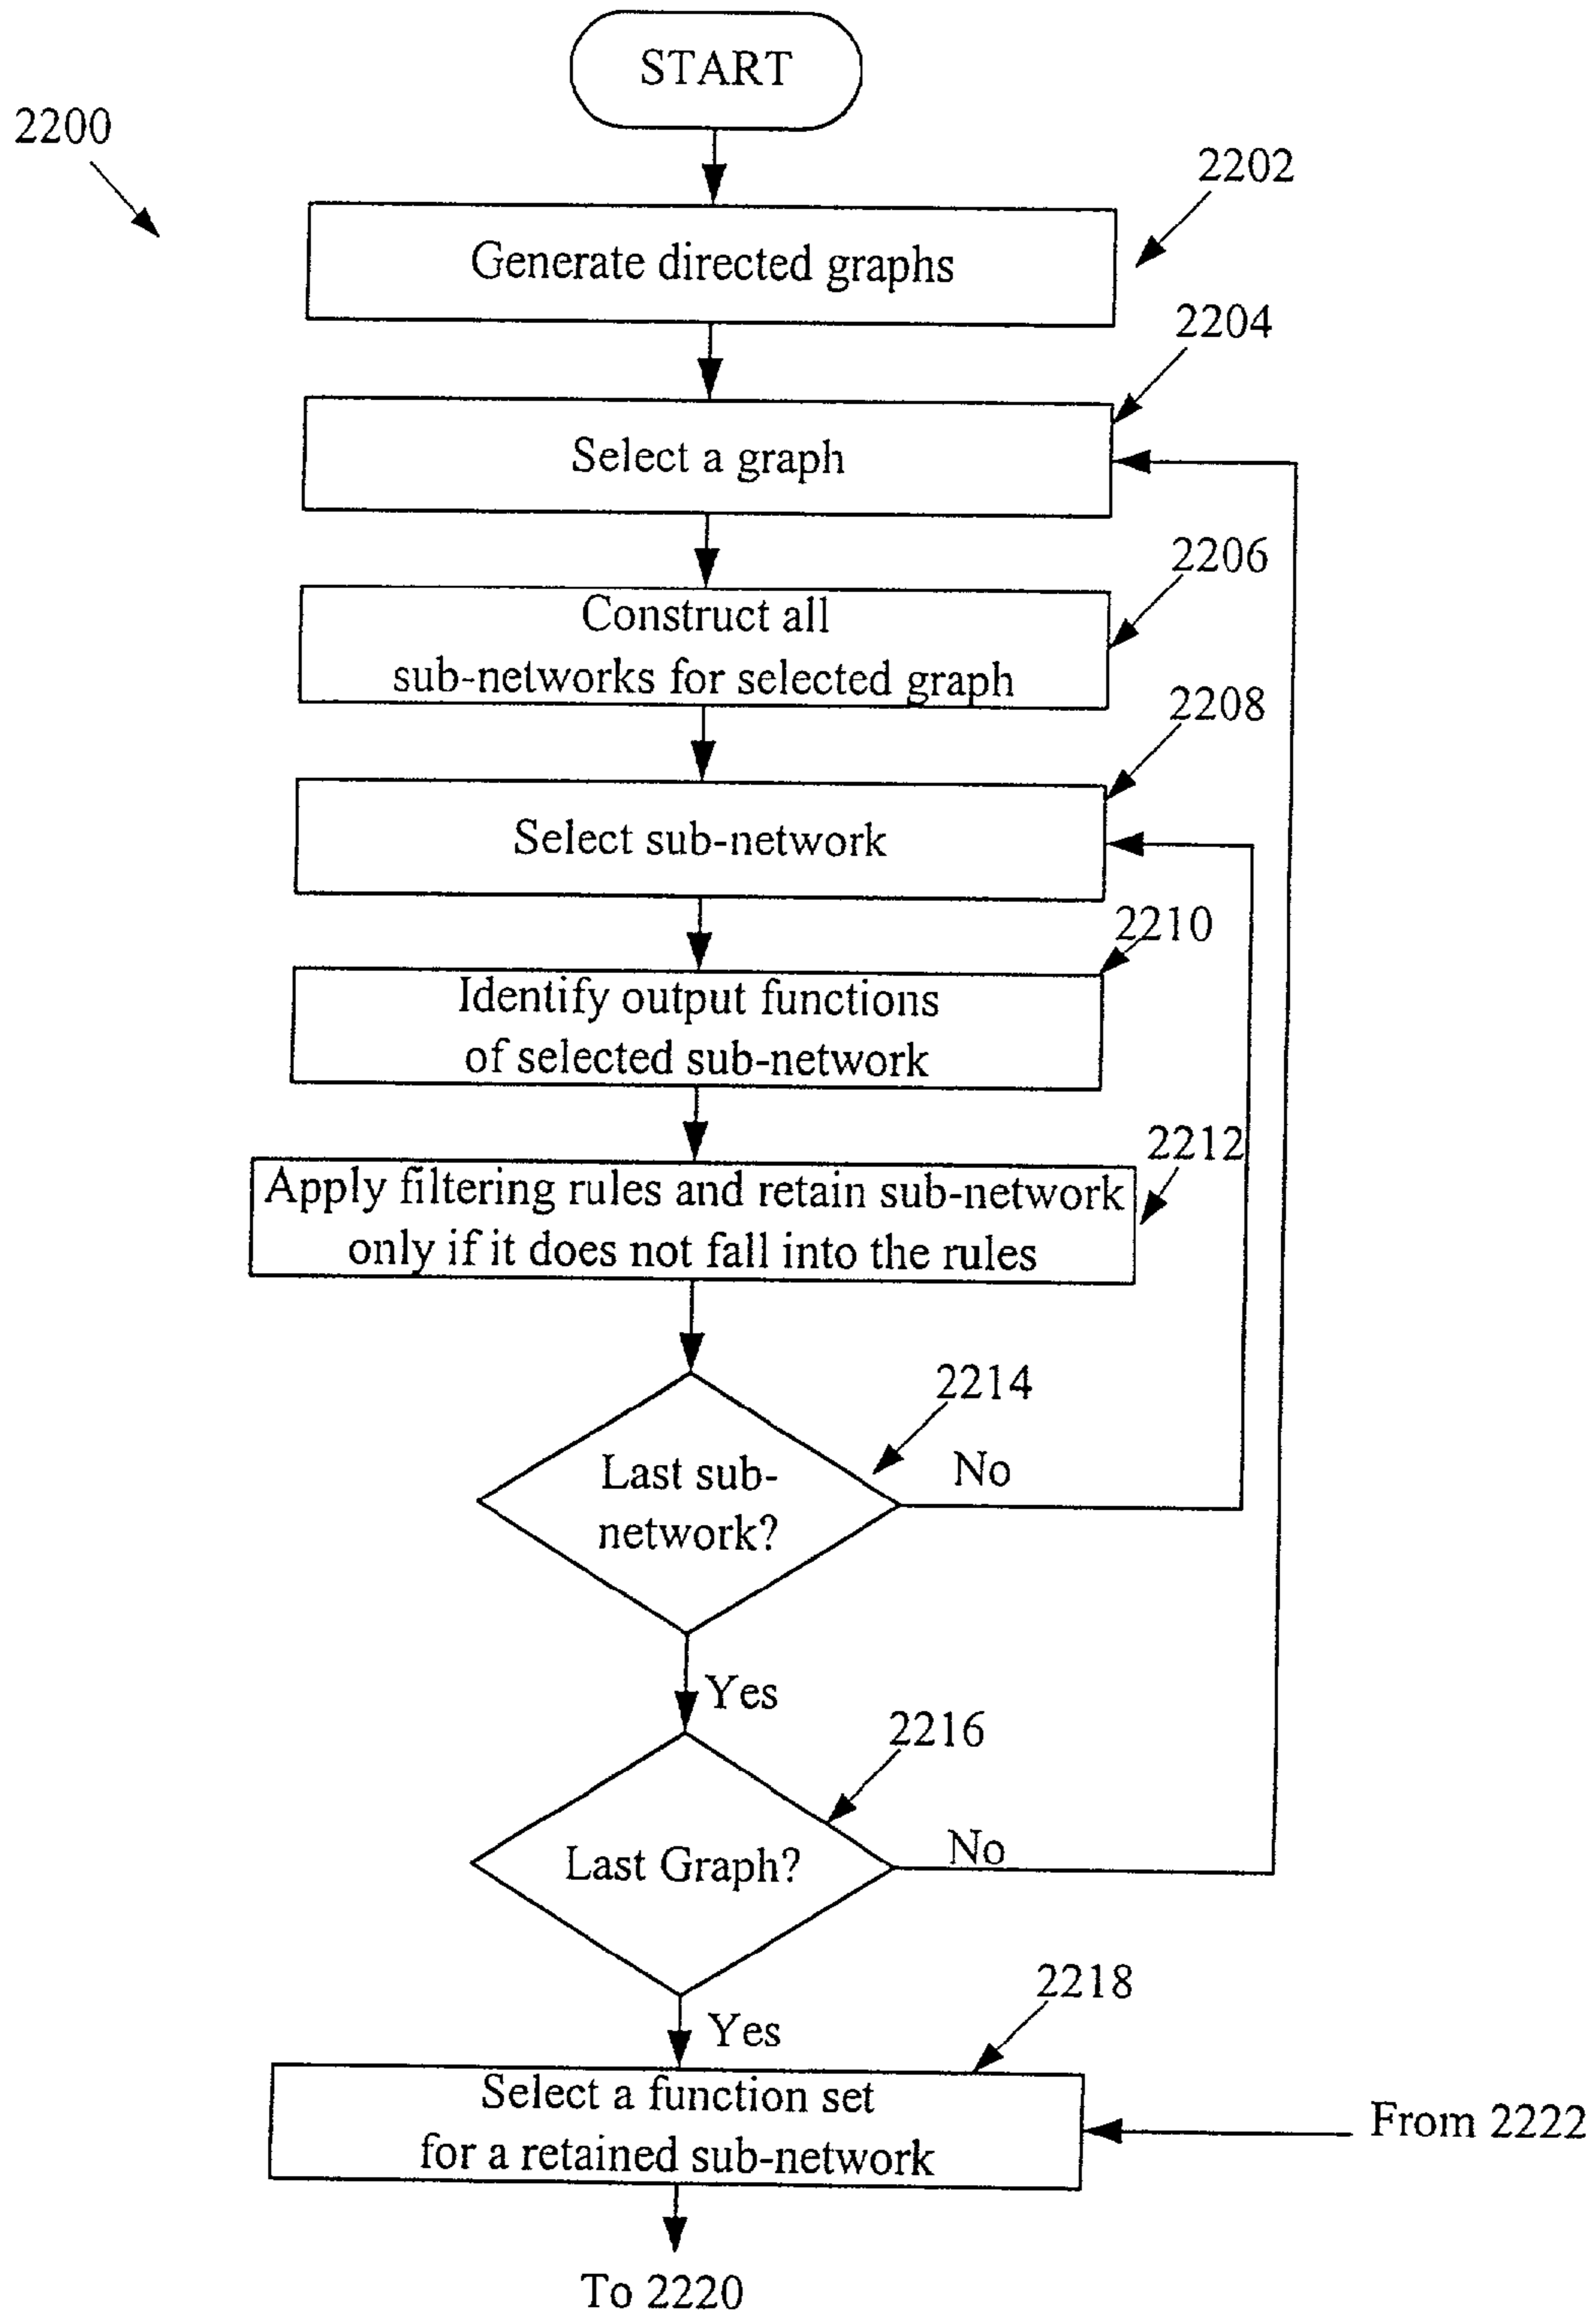 START
2200
2202
Generate directed graphs
2204
Select a graph
2206
Construct all
sub-networks for selected graph
2208
Select sub-network
2210
Identify output functions
of selected sub-network
2212
Apply filtering rules and retain sub-network
only if it does not fall into the rules
2214
Last sub-
network?
No
Yes
2216
Last Graph?
No
Yes
2218
Select a function set
for a retained sub-network
From 2222
To 2220